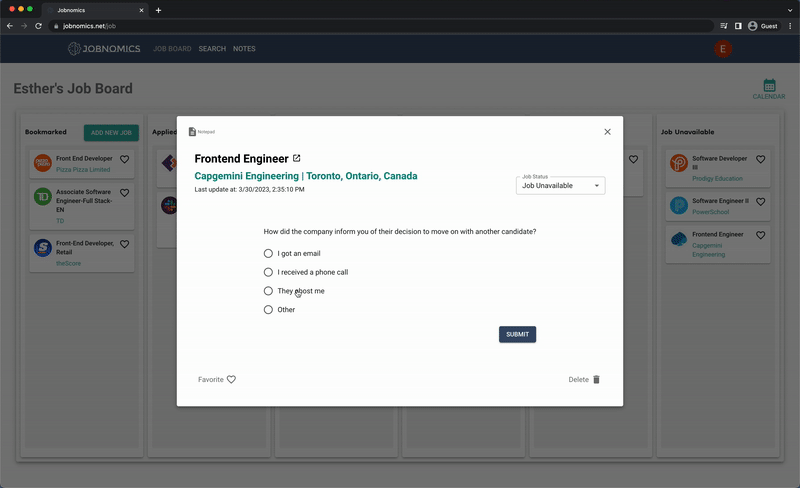 Jobnomics
jobnomics.net/job
Guest
JOBNOMICS
JOB BOARD
SEARCH
NOTES
E
Esther's Job Board
CALENDAR
Bookmarked
ADD NEW JOB
Applied
Job Unavailable
Front End Developer
Pizza Pizza Limited
Associate Software
Engineer-Full Stack-
EN
TD
Front-End Developer,
Retail
theScore
Notepad
Frontend Engineer
Capgemini Engineering | Toronto, Ontario, Canada
Last update at: 3/30/2023, 2:35:10 PM
Job Status
Job Unavailable
How did the company inform you of their decision to move on with another candidate?
I got an email
I received a phone call
They ghost me
Other
SUBMIT
Favorite
Delete
Software Developer
III
Prodigy Education
Software Engineer II
PowerSchool
Frontend Engineer
Capgemini
Engineering